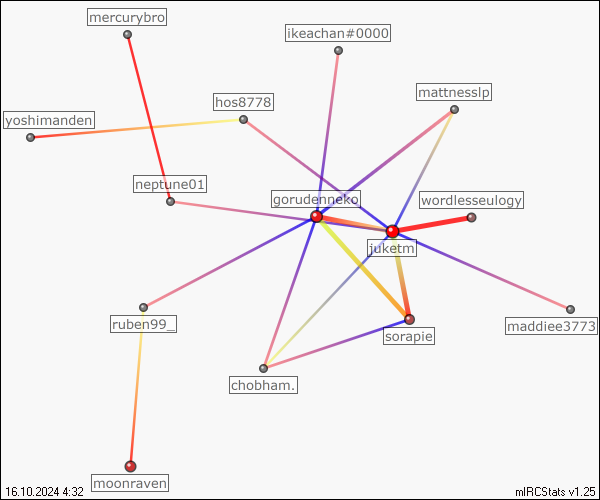 mercurybro
ikeachan#0000
mattnesslp
hos8778
yoshimanden
neptune01
gorudenneko
wordlesseulogy
juketm
ruben99_
sorapie
maddiee3773
chobham.
moonraven
16.10.2024 4:32
mIRCStats v1.25